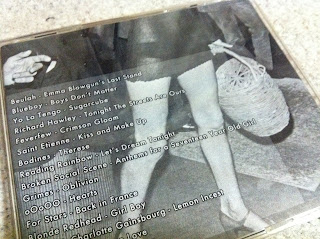 Beulah - Emma Blowgun's Last Stand
Blueboy - Boys Don't Matter
Yo La Tengo - Sugarcube
Richard Hawley - Tonight The Streets Are Ours
Feverfew - Crimson Gloom
Saint Etienne - Kiss and Make Up
Bodines - Therese
Reading Rainbow - Let's Dream Tonight
Broken Social Scene - Anthems for a Seventeen Year Old Girl
Grimes - Oblivian
oOoOO - Hearts
For Stars - Back in France
Blonde Redhead - Girl Boy
Charlotte Gainsbourg - Lemon Incest
Love